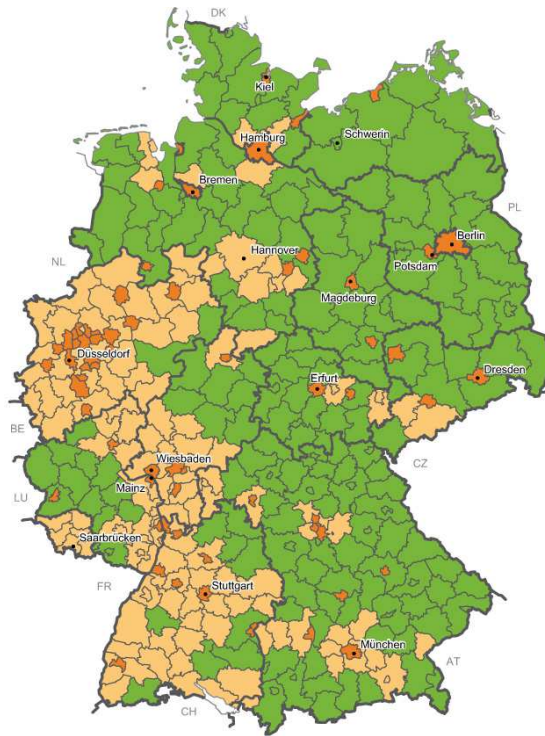 DK
Kiel
Hamburg
Schwerin
Bremen
PL
Berlin
Hannover
Potsdam
NL
Magdeburg
Düsseldorf
Dresden
Erfurt
BE
CZ
Wiesbaden
Mainz
LU
Saarbrücken
FR
Stuttgart
München
AT
CH